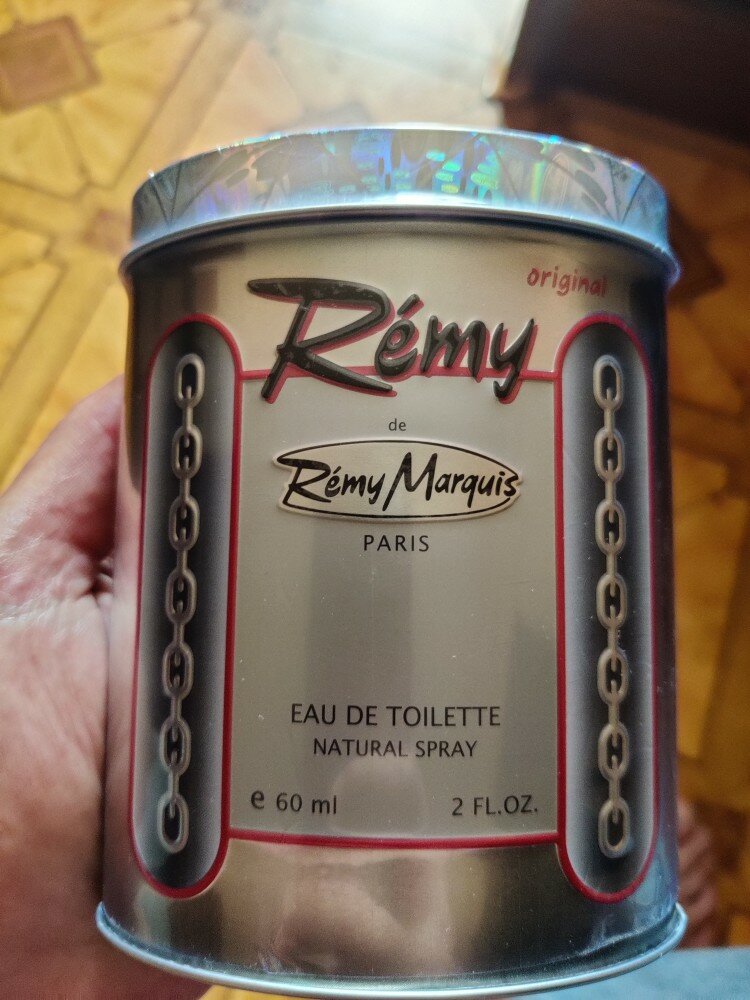 original
Rémy
de
Rémy Marquis
PARIS
EAU DE TOILETTE
NATURAL SPRAY
e 60 ml 2 FL.OZ.